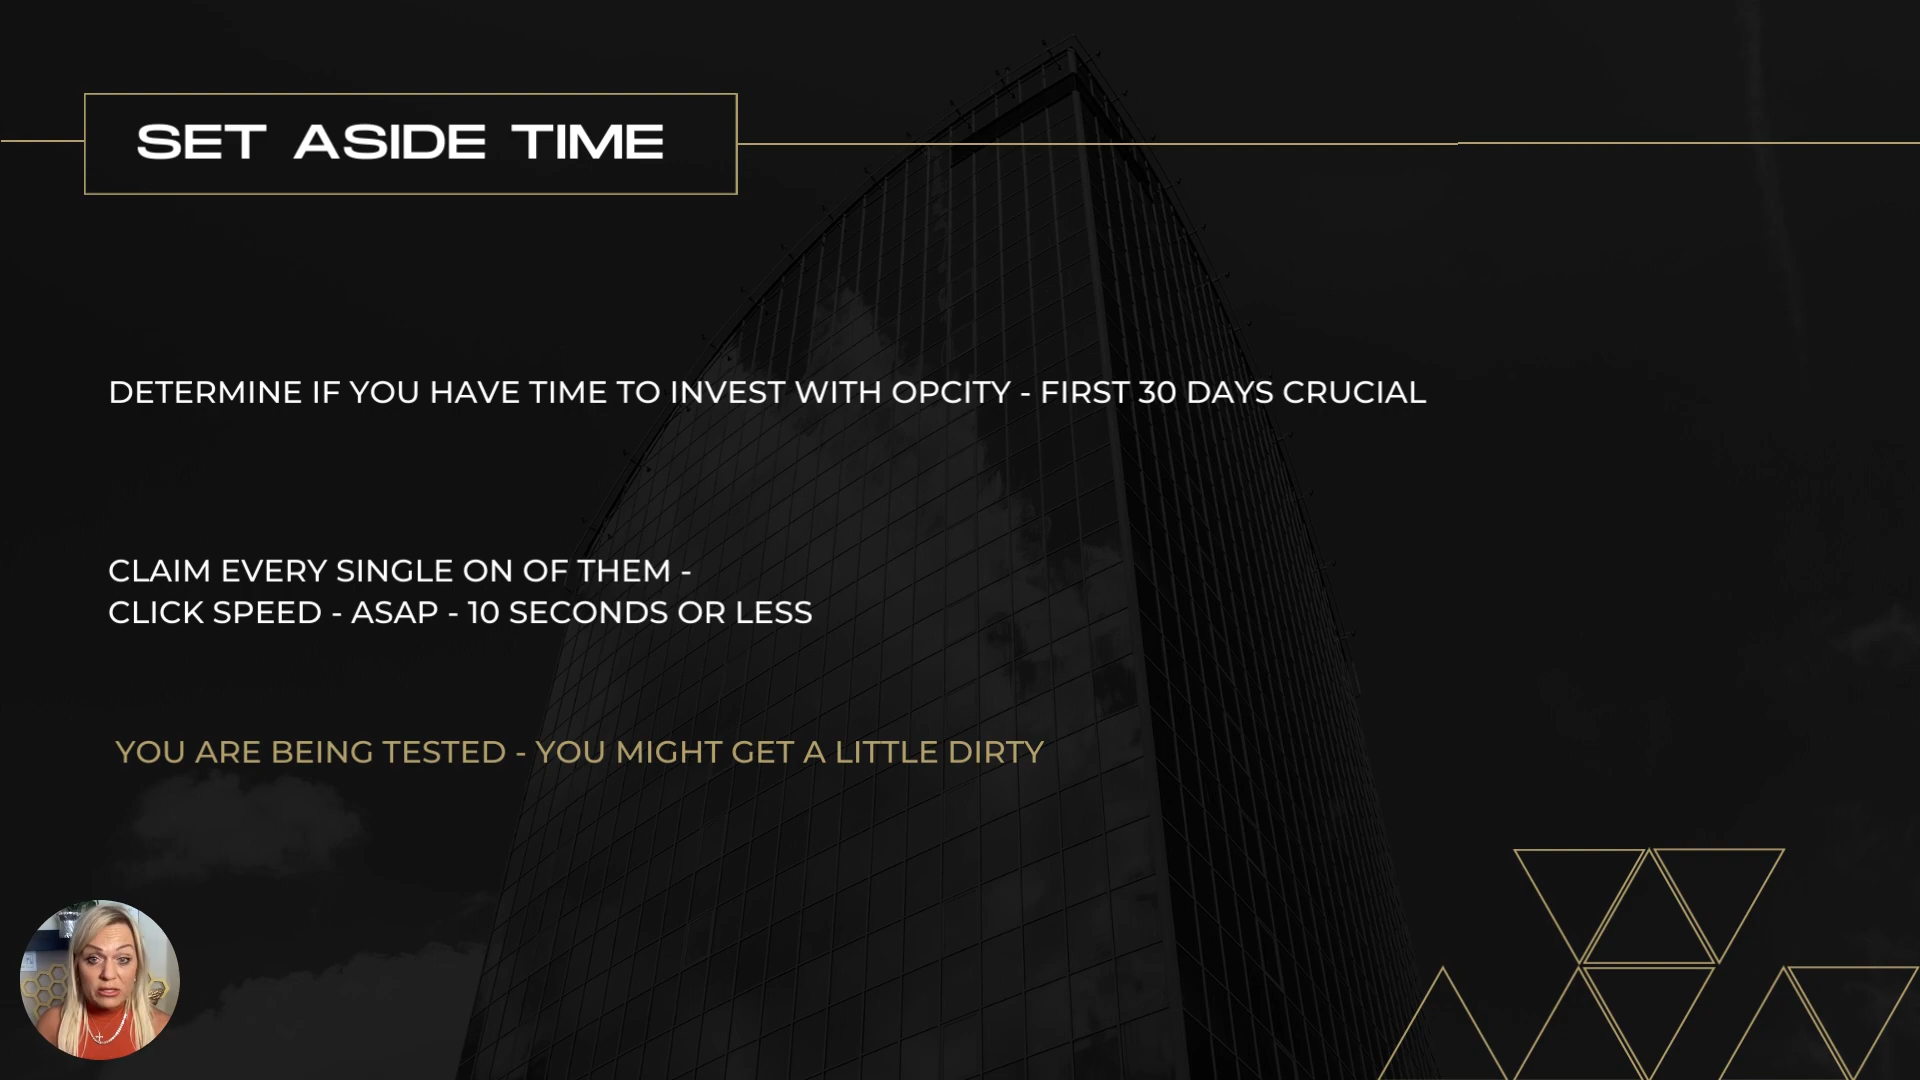 SET ASIDE TIME
DETERMINE IF YOU HAVE TIME TO INVEST WITH OPCITY - FIRST 30 DAYS CRUCIAL
CLAIM EVERY SINGLE ON OF THEM -
CLICK SPEED - ASAP - 10 SECONDS OR LESS
YOU ARE BEING TESTED - YOU MIGHT GET A LITTLE DIRTY